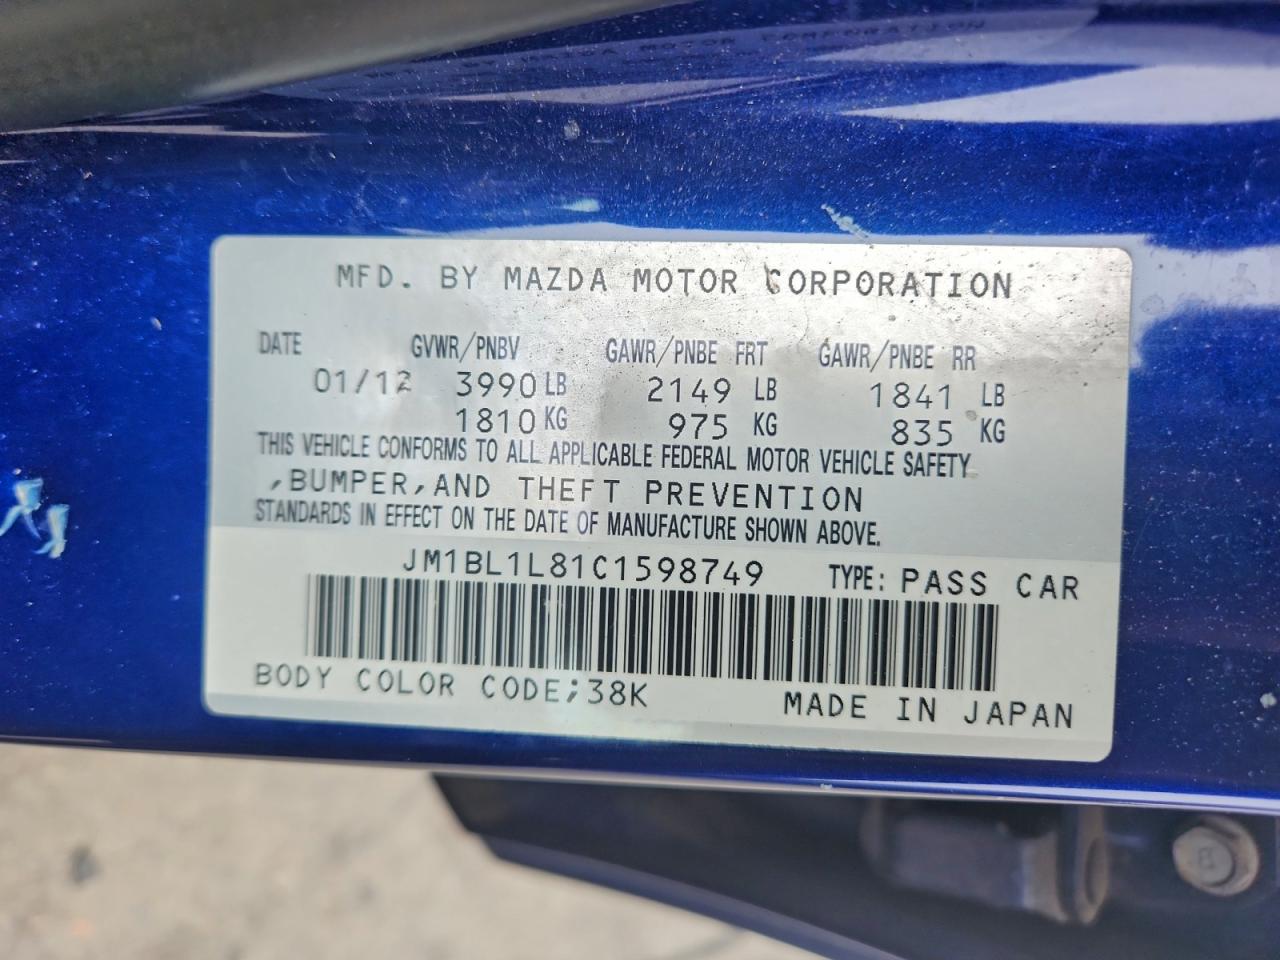 MFD. BY MAZDA MOTOR CORPORATION
DATE GVWR/PNBV GAWR/PNBE FRT GAWR/PNBE RR
01/12 3990 LB 2149 LB 1841 LB
1810 KG 975 KG 835 KG
THIS VEHICLE CONFORMS TO ALL APPLICABLE FEDERAL MOTOR VEHICLE SAFETY
,BUMPER,AND THEFT PREVENTION
STANDARDS IN EFFECT ON THE DATE OF MANUFACTURE SHOWN ABOVE.
JM1BL1L81C1598749 TYPE: PASS CAR
BODY COLOR CODE;38K MADE IN JAPAN